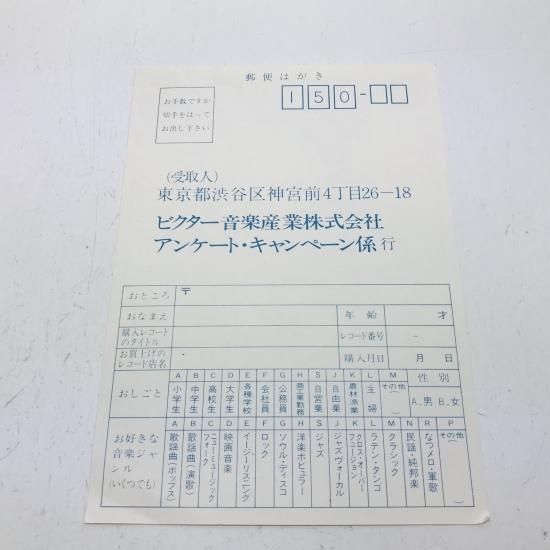 郵便はがき
150-
お手数ですが
切手をはって
お出し下さい
(受取人)
東京都渋谷区神宮前4丁目26-18
ビクター音楽産業株式会社
アンケート・キャンペーン係 行
おところ 〒
おなまえ 年齢 才
購入レコードのタイトル レコード番号 -
お買上げのレコード店名 購入月日 月 日
おしごと
A 小学生
B 中学生
C 高校生
D 大学生
E 各種学校
F 会社員
G 公務員
H 商工業勤務
S 自営業
J 自由業
K 農林漁業
L 主婦
M その他( )
性別
A.男 B.女
お好きな音楽ジャンル(いくつでも)
A 歌謡曲(ポップス)
B 歌謡曲(演歌)
C ニューミュージック フォーク
D 映画音楽
E イージーリスニング
F ロック
G ソウル・ディスコ
H 洋楽ポピュラー
S ジャズ
J ジャズヴォーカル
K クロス・オーバー フュージョン
L ラテン・タンゴ
M クラシック
N 民謡・純邦楽
R なつメロ・軍歌
P その他( )